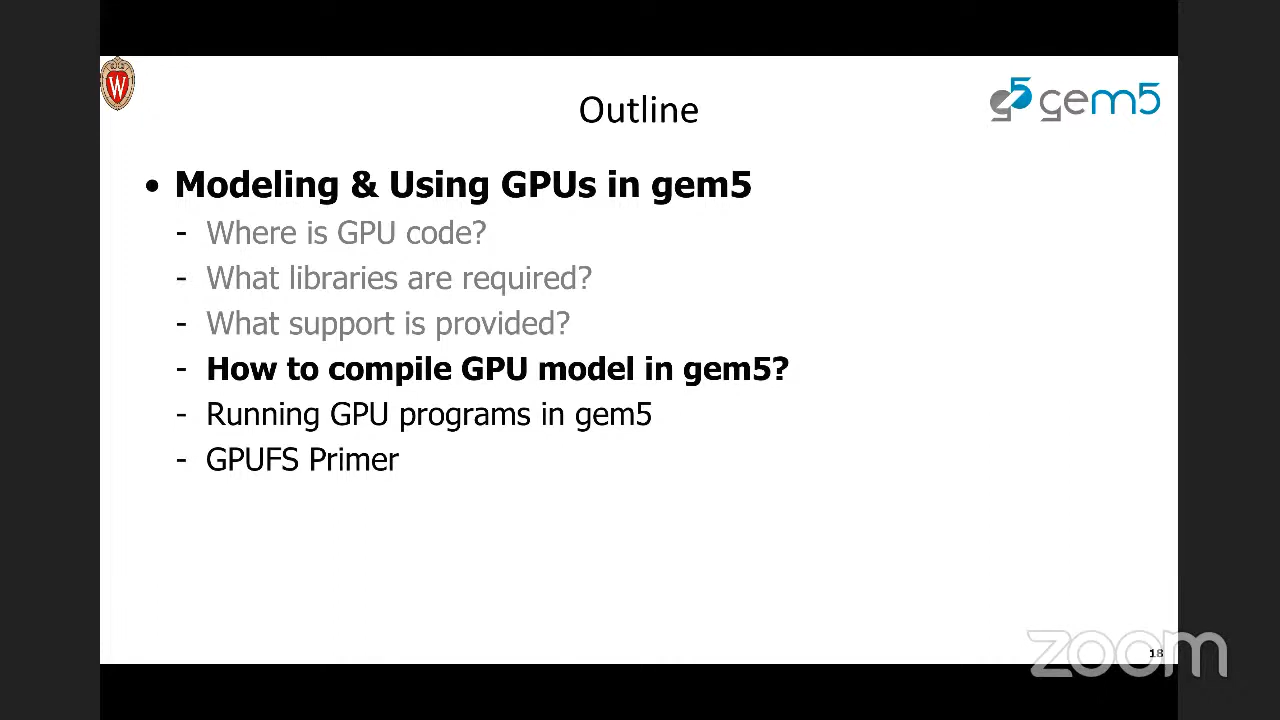 W
gem5
Outline
• Modeling & Using GPUs in gem5
- Where is GPU code?
- What libraries are required?
- What support is provided?
- How to compile GPU model in gem5?
- Running GPU programs in gem5
- GPUFS Primer
zoom
18